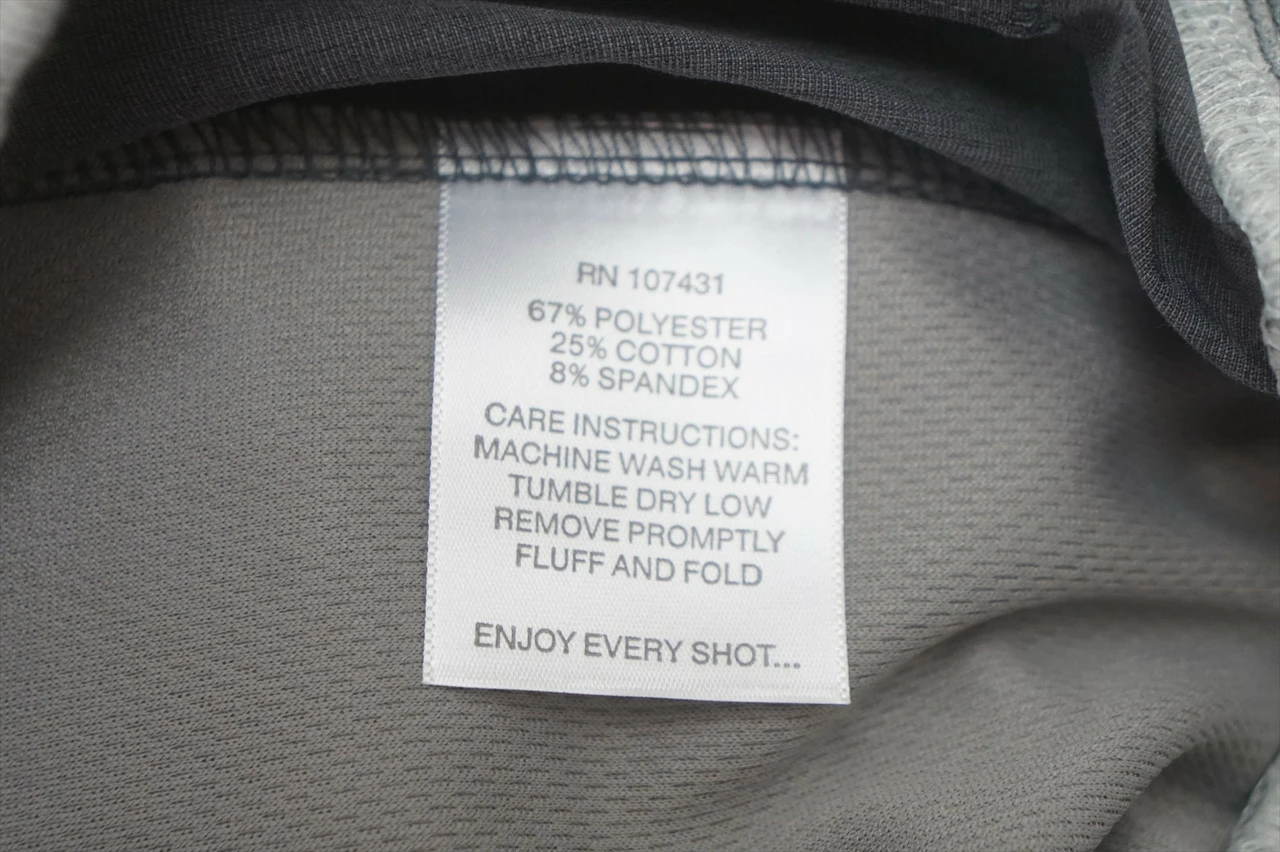 RN 107431
67% POLYESTER
25% COTTON
8% SPANDEX
CARE INSTRUCTIONS:
MACHINE WASH WARM
TUMBLE DRY LOW
REMOVE PROMPTLY
FLUFF AND FOLD
ENJOY EVERY SHOT...